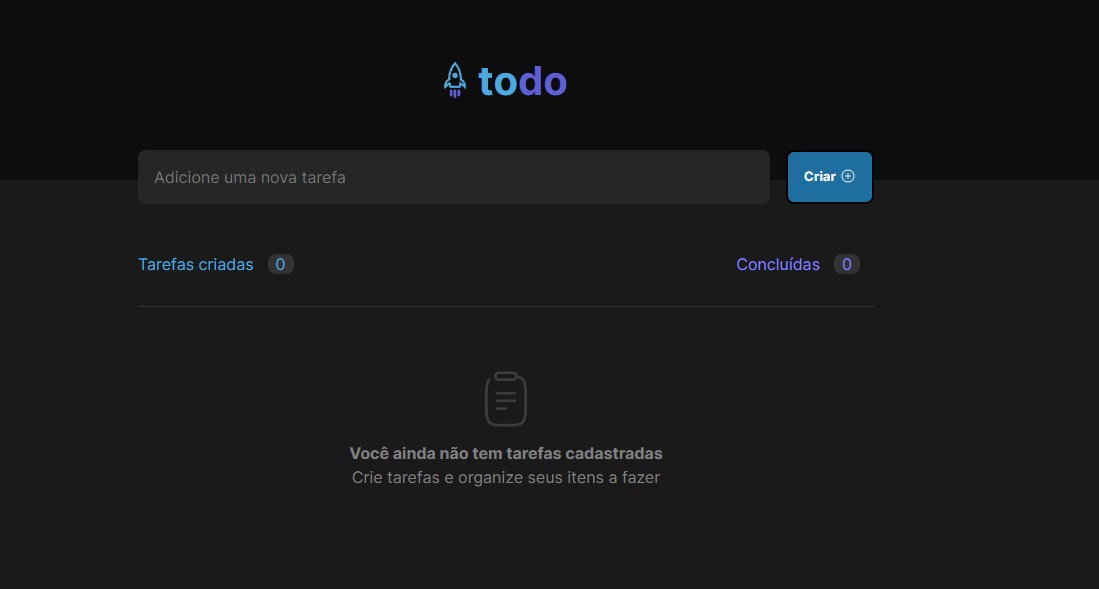 todo
Adicione uma nova tarefa
Criar
Tarefas criadas 0
Concluídas 0
Você ainda não tem tarefas cadastradas
Crie tarefas e organize seus itens a fazer